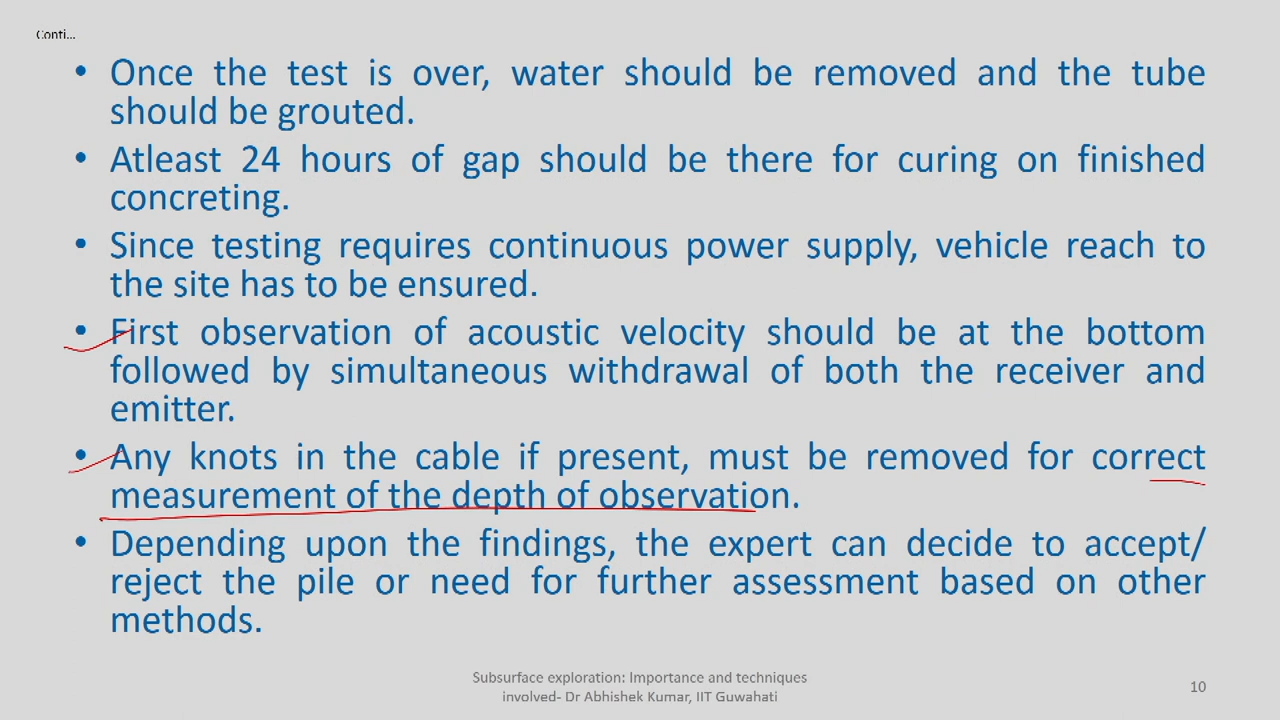 Conti...
• Once the test is over, water should be removed and the tube
should be grouted.
• Atleast 24 hours of gap should be there for curing on finished
concreting.
• Since testing requires continuous power supply, vehicle reach to
the site has to be ensured.
• First observation of acoustic velocity should be at the bottom
followed by simultaneous withdrawal of both the receiver and
emitter.
• Any knots in the cable if present, must be removed for correct
measurement of the depth of observation.
• Depending upon the findings, the expert can decide to accept/
reject the pile or need for further assessment based on other
methods.
Subsurface exploration: Importance and techniques
involved- Dr Abhishek Kumar, IIT Guwahati
10